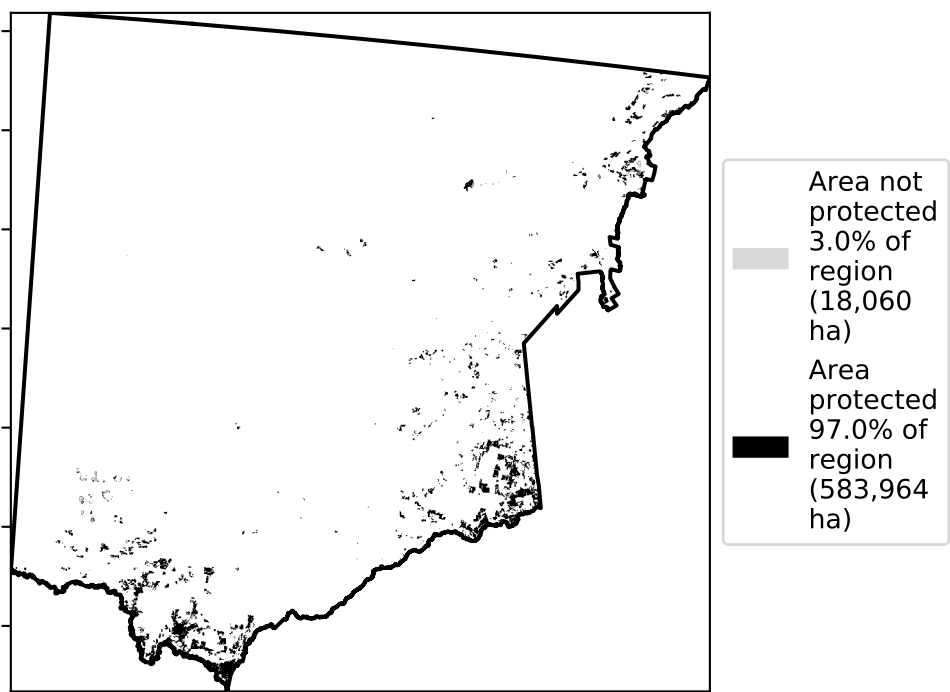 Area not
protected
3.0% of
region
(18,060
ha)
Area
protected
97.0% of
region
(583,964
ha)